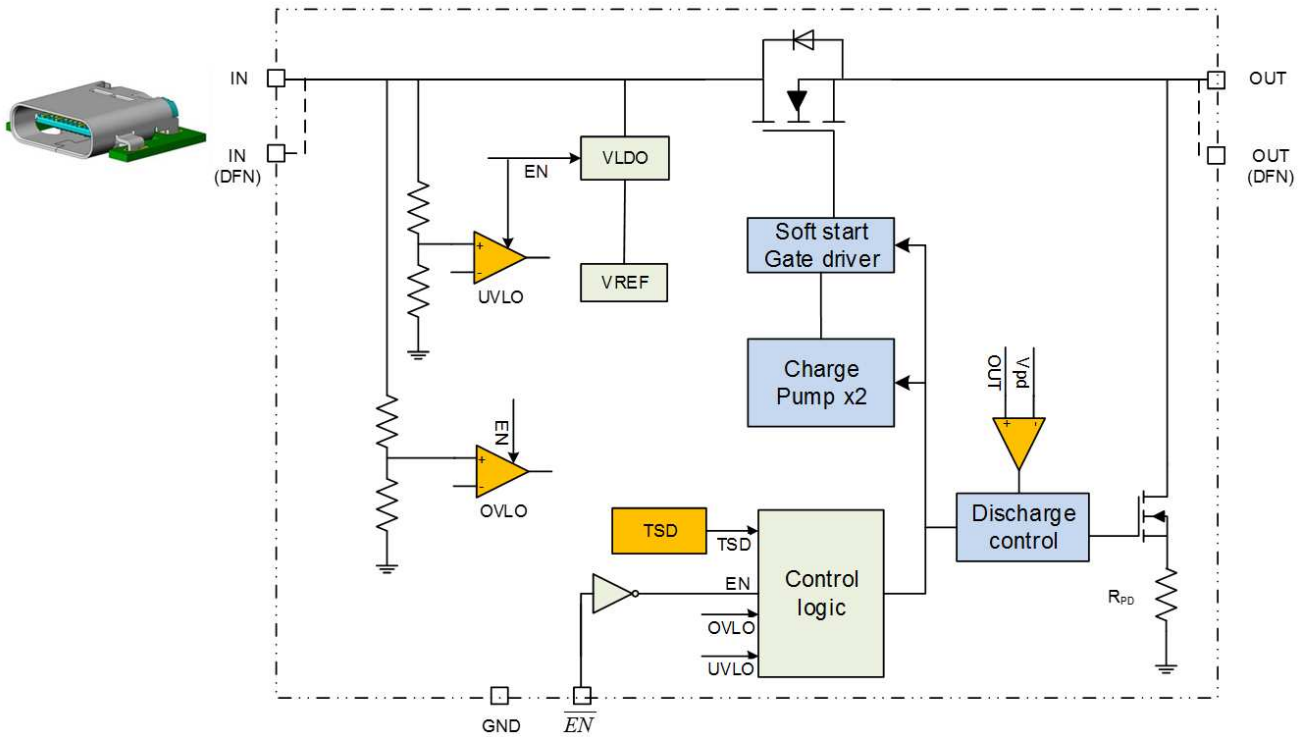 IN
OUT
IN
(DFN)
OUT
(DFN)
EN
VLDO
+
-
UVLO
VREF
Soft start
Gate driver
Charge
Pump x2
OUT
Vpd
+
-
EN
+
-
OVLO
TSD
TSD
EN
OVLO
UVLO
Control
logic
Discharge
control
RPD
GND
EN